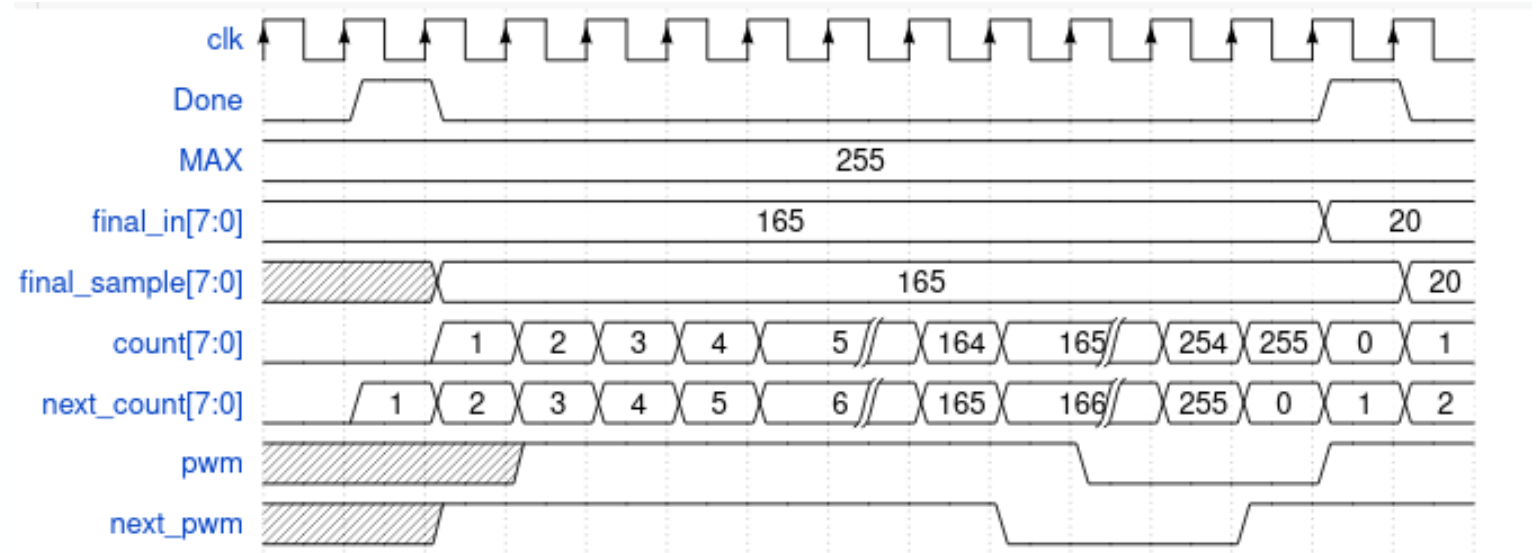 clk
Done
MAX 255
final_in[7:0] 165 20
final_sample[7:0] 165 20
count[7:0] 1 2 3 4 5 164 165 254 255 0 1
next_count[7:0] 1 2 3 4 5 6 165 166 255 0 1 2
pwm
next_pwm